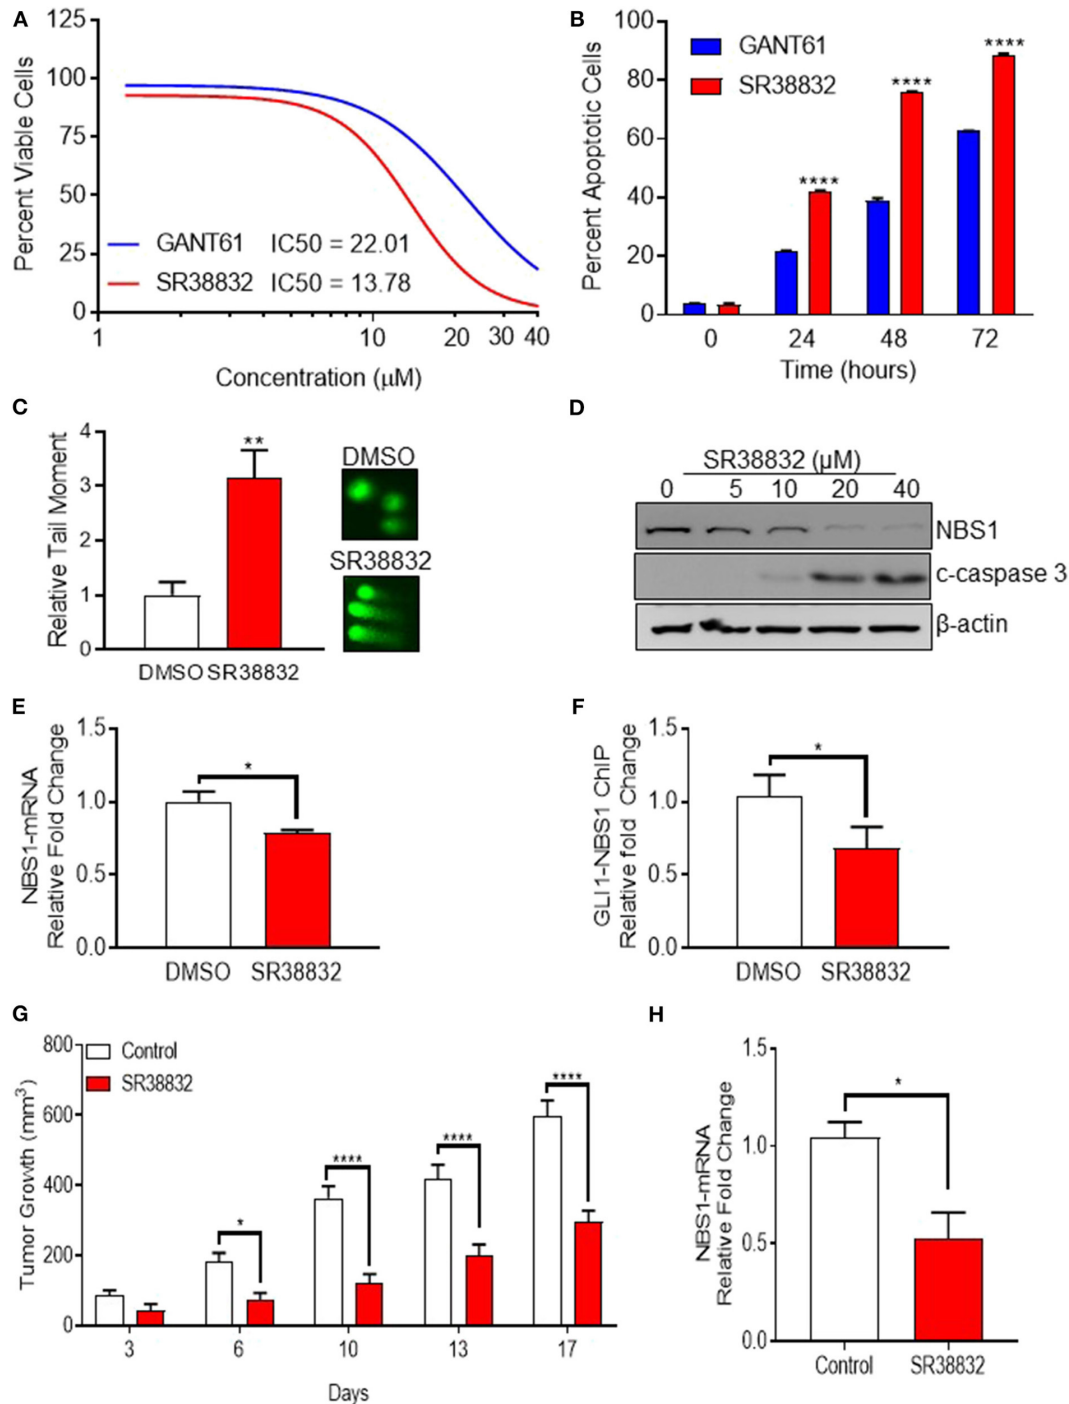 A
125
100
75
50
25
0
Percent Viable Cells
GANT61 IC50 = 22.01
SR38832 IC50 = 13.78
1 10 20 30 40
Concentration (µM)
B
100
80
60
40
20
0
Percent Apoptotic Cells
GANT61
SR38832
****
****
****
0 24 48 72
Time (hours)
C
4
3
2
1
0
Relative Tail Moment
**
DMSO SR38832
DMSO
SR38832
D
SR38832 (µM)
0 5 10 20 40
NBS1
c-caspase 3
β-actin
E
1.5
1.0
0.5
0.0
NBS1-mRNA
Relative Fold Change
*
DMSO SR38832
F
1.5
1.0
0.5
0.0
GLI1-NBS1 ChIP
Relative fold Change
*
DMSO SR38832
G
800
600
400
200
0
Tumor Growth (mm³)
Control
SR38832
*
****
****
****
3 6 10 13 17
Days
H
1.5
1.0
0.5
0.0
NBS1-mRNA
Relative Fold Change
*
Control SR38832